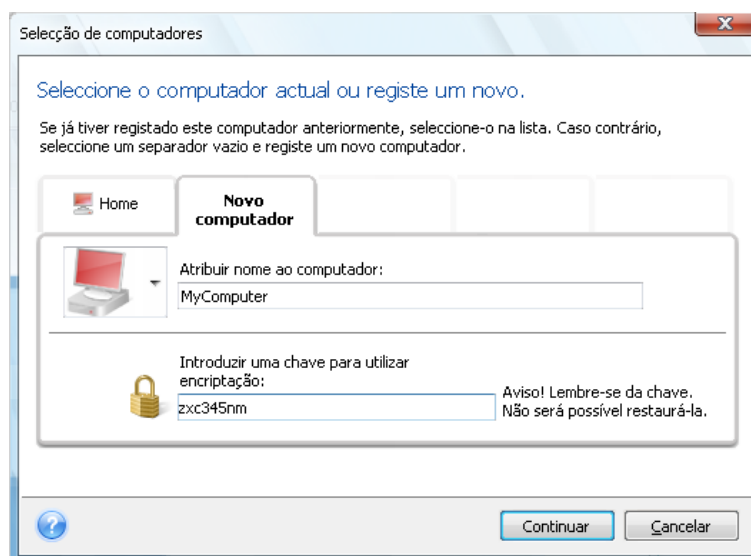 Selecção de computadores
Seleccione o computador actual ou registe um novo.
Se já tiver registado este computador anteriormente, seleccione-o na lista. Caso contrário,
seleccione um separador vazio e registe um novo computador.
Home
Novo
computador
Atribuir nome ao computador:
MyComputer
Introduzir uma chave para utilizar
encriptação:
zxc345nm
Aviso! Lembre-se da chave.
Não será possível restaurá-la.
Continuar
Cancelar